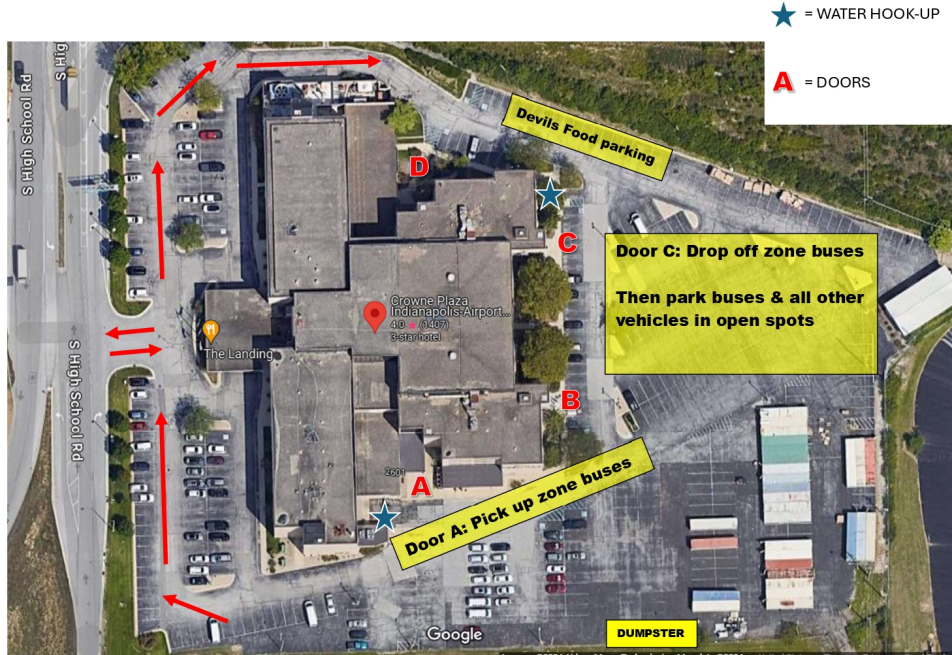 = WATER HOOK-UP
A = DOORS
S High School Rd
S Hig
Devils Food parking
D
C
Door C: Drop off zone buses
Then park buses & all other
vehicles in open spots
Crowne Plaza
Indianapolis-Airport...
4.0 ★ (1407)
3-star hotel
The Landing
S High School Rd
B
2601
A
Door A: Pick up zone buses
Google
DUMPSTER